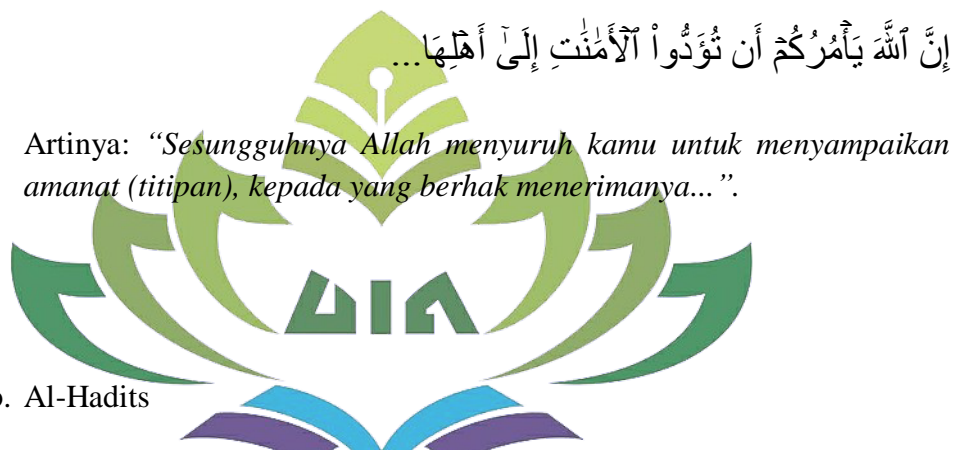 إِنَّ ٱللَّهَ يَأۡمُرُكُمۡ أَن تُؤَدُّواْ ٱلۡأَمَٰنَٰتِ إِلَىٰٓ أَهۡلِهَا...
Artinya: “Sesungguhnya Allah menyuruh kamu untuk menyampaikan
amanat (titipan), kepada yang berhak menerimanya...”.
UIN
. Al-Hadits